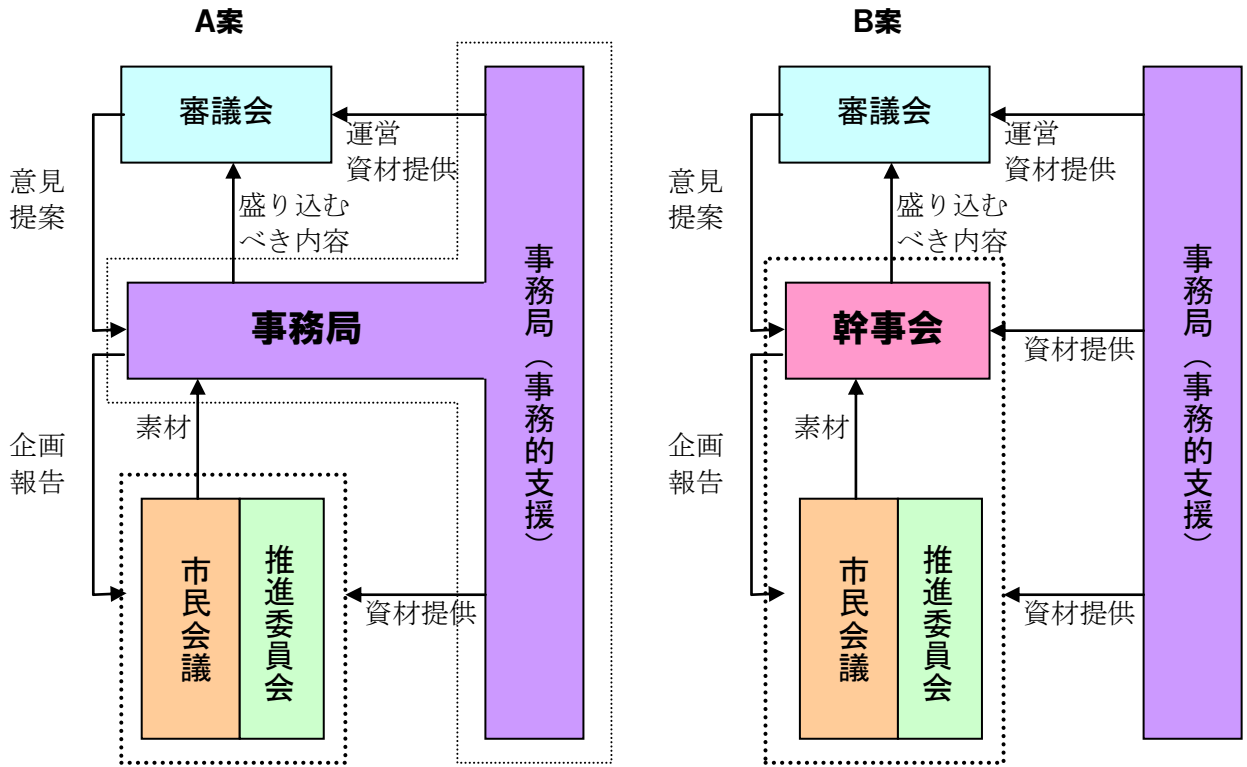 A案
審議会
運営
資材提供
意見
提案
盛り込む
べき内容
事務局
事務局(事務的支援)
素材
企画
報告
市民会議
推進委員会
資材提供
B案
審議会
運営
資材提供
意見
提案
盛り込む
べき内容
幹事会
資材提供
事務局(事務的支援)
素材
企画
報告
市民会議
推進委員会
資材提供